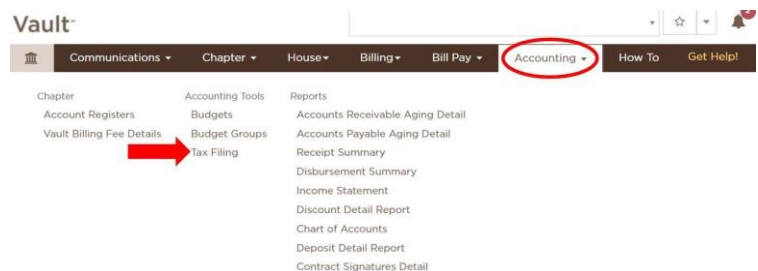 Vault
Communications Chapter House Billing Bill Pay Accounting How To Get Help!
Chapter
Account Registers
Vault Billing Fee Details
Accounting Tools
Budgets
Budget Groups
Tax Filing
Reports
Accounts Receivable Aging Detail
Accounts Payable Aging Detail
Receipt Summary
Disbursement Summary
Income Statement
Discount Detail Report
Chart of Accounts
Deposit Detail Report
Contract Signatures Detail